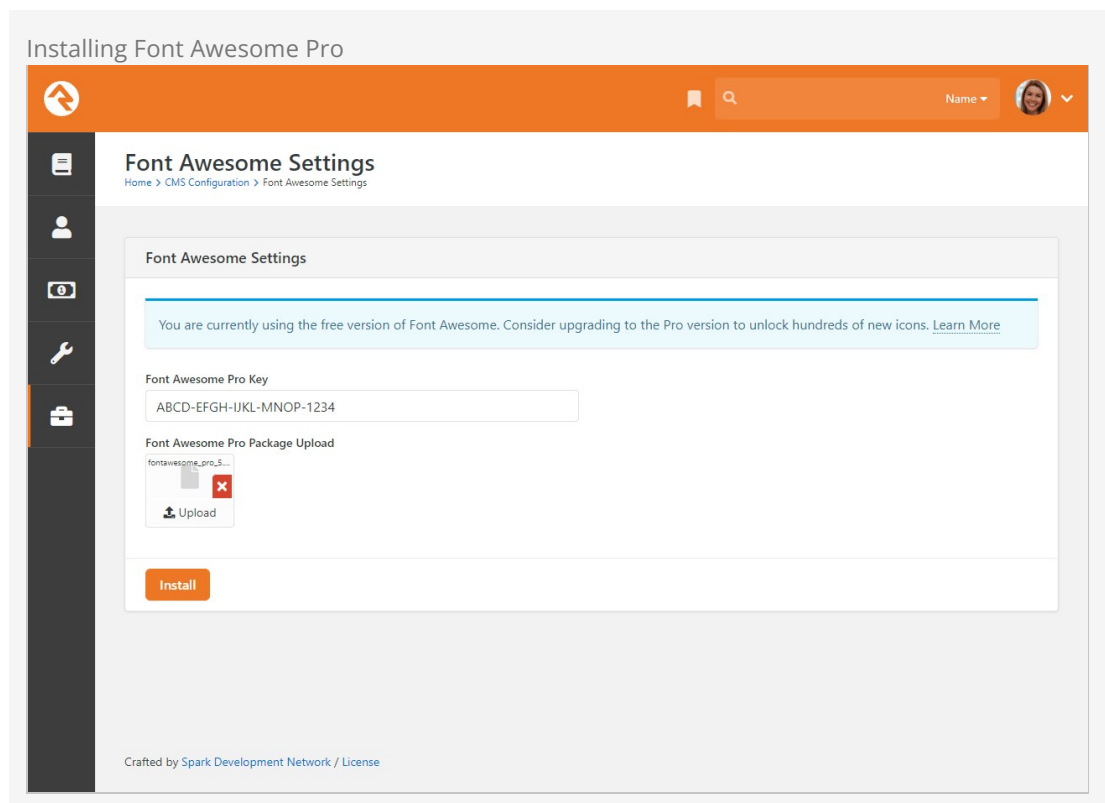 Installing Font Awesome Pro
Name
Font Awesome Settings
Home > CMS Configuration > Font Awesome Settings
Font Awesome Settings
You are currently using the free version of Font Awesome. Consider upgrading to the Pro version to unlock hundreds of new icons. Learn More
Font Awesome Pro Key
ABCD-EFGH-IJKL-MNOP-1234
Font Awesome Pro Package Upload
fontawesome_pro_5...
Upload
Install
Crafted by Spark Development Network / License